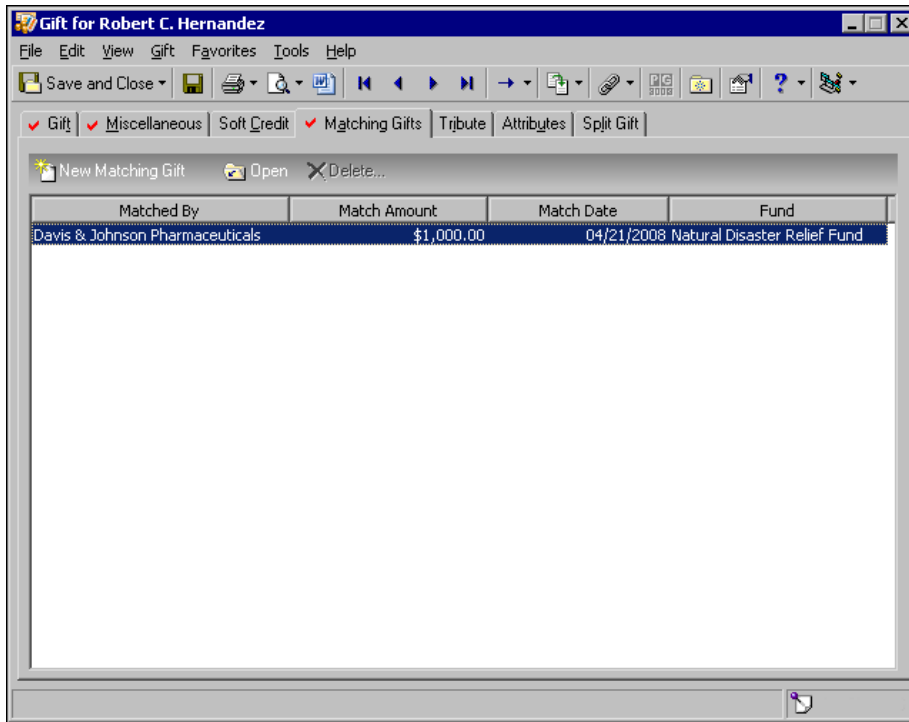 Gift for Robert C. Hernandez
File Edit View Gift Favorites Tools Help
Save and Close
Gift Miscellaneous Soft Credit Matching Gifts Tribute Attributes Split Gift
New Matching Gift Open Delete...
Matched By Match Amount Match Date Fund
Davis & Johnson Pharmaceuticals $1,000.00 04/21/2008 Natural Disaster Relief Fund